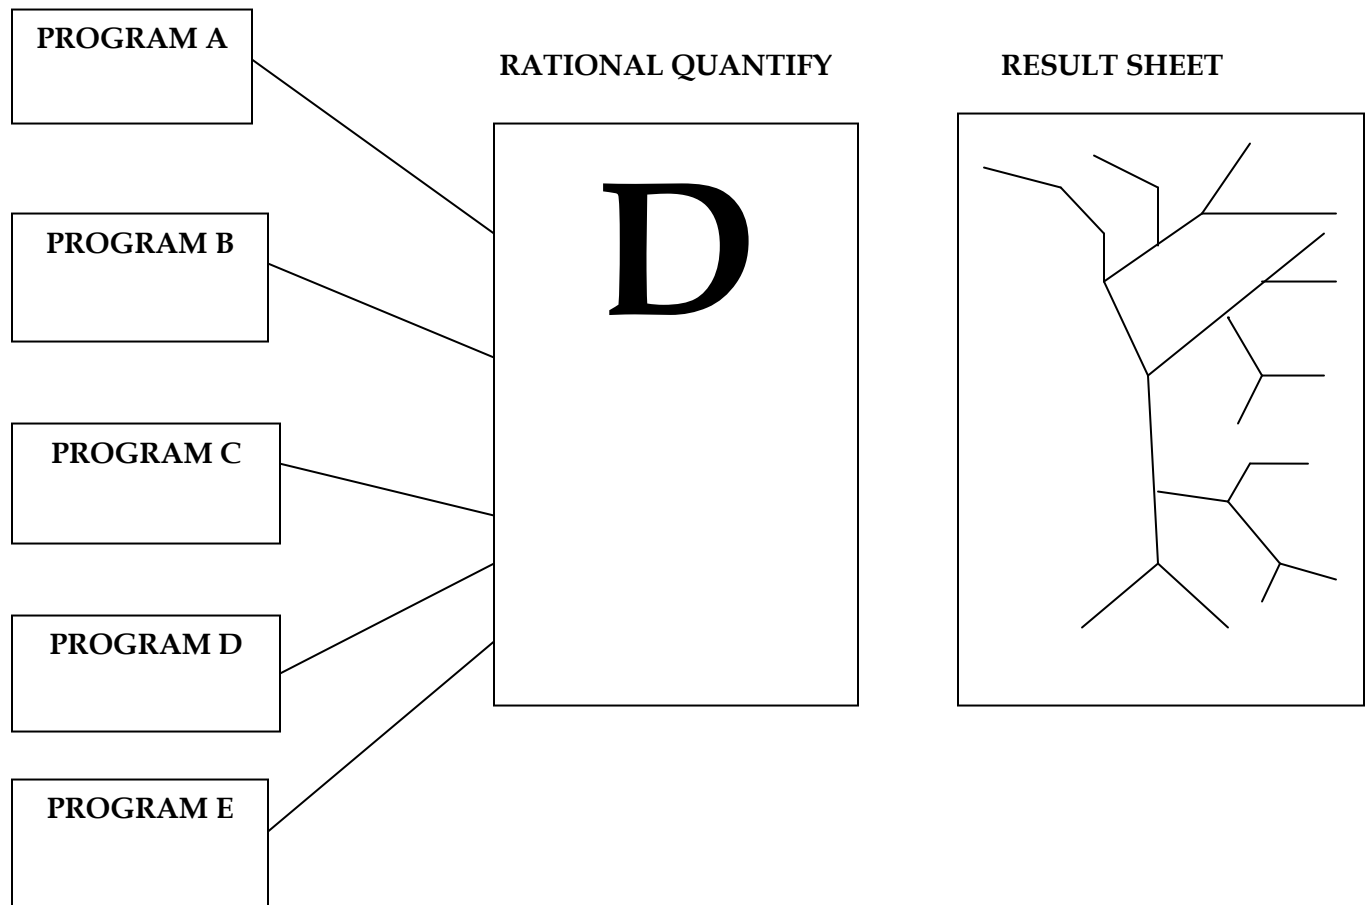 PROGRAM A
RATIONAL QUANTIFY
RESULT SHEET
D
PROGRAM B
PROGRAM C
PROGRAM D
PROGRAM E